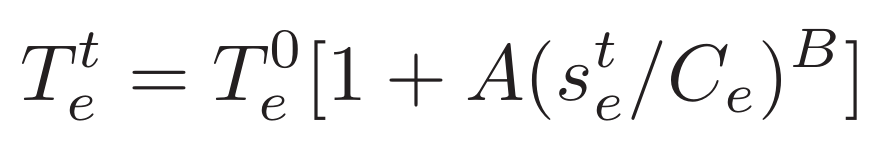 T_e^t = T_e^0[1 + A(s_e^t/C_e)^B]